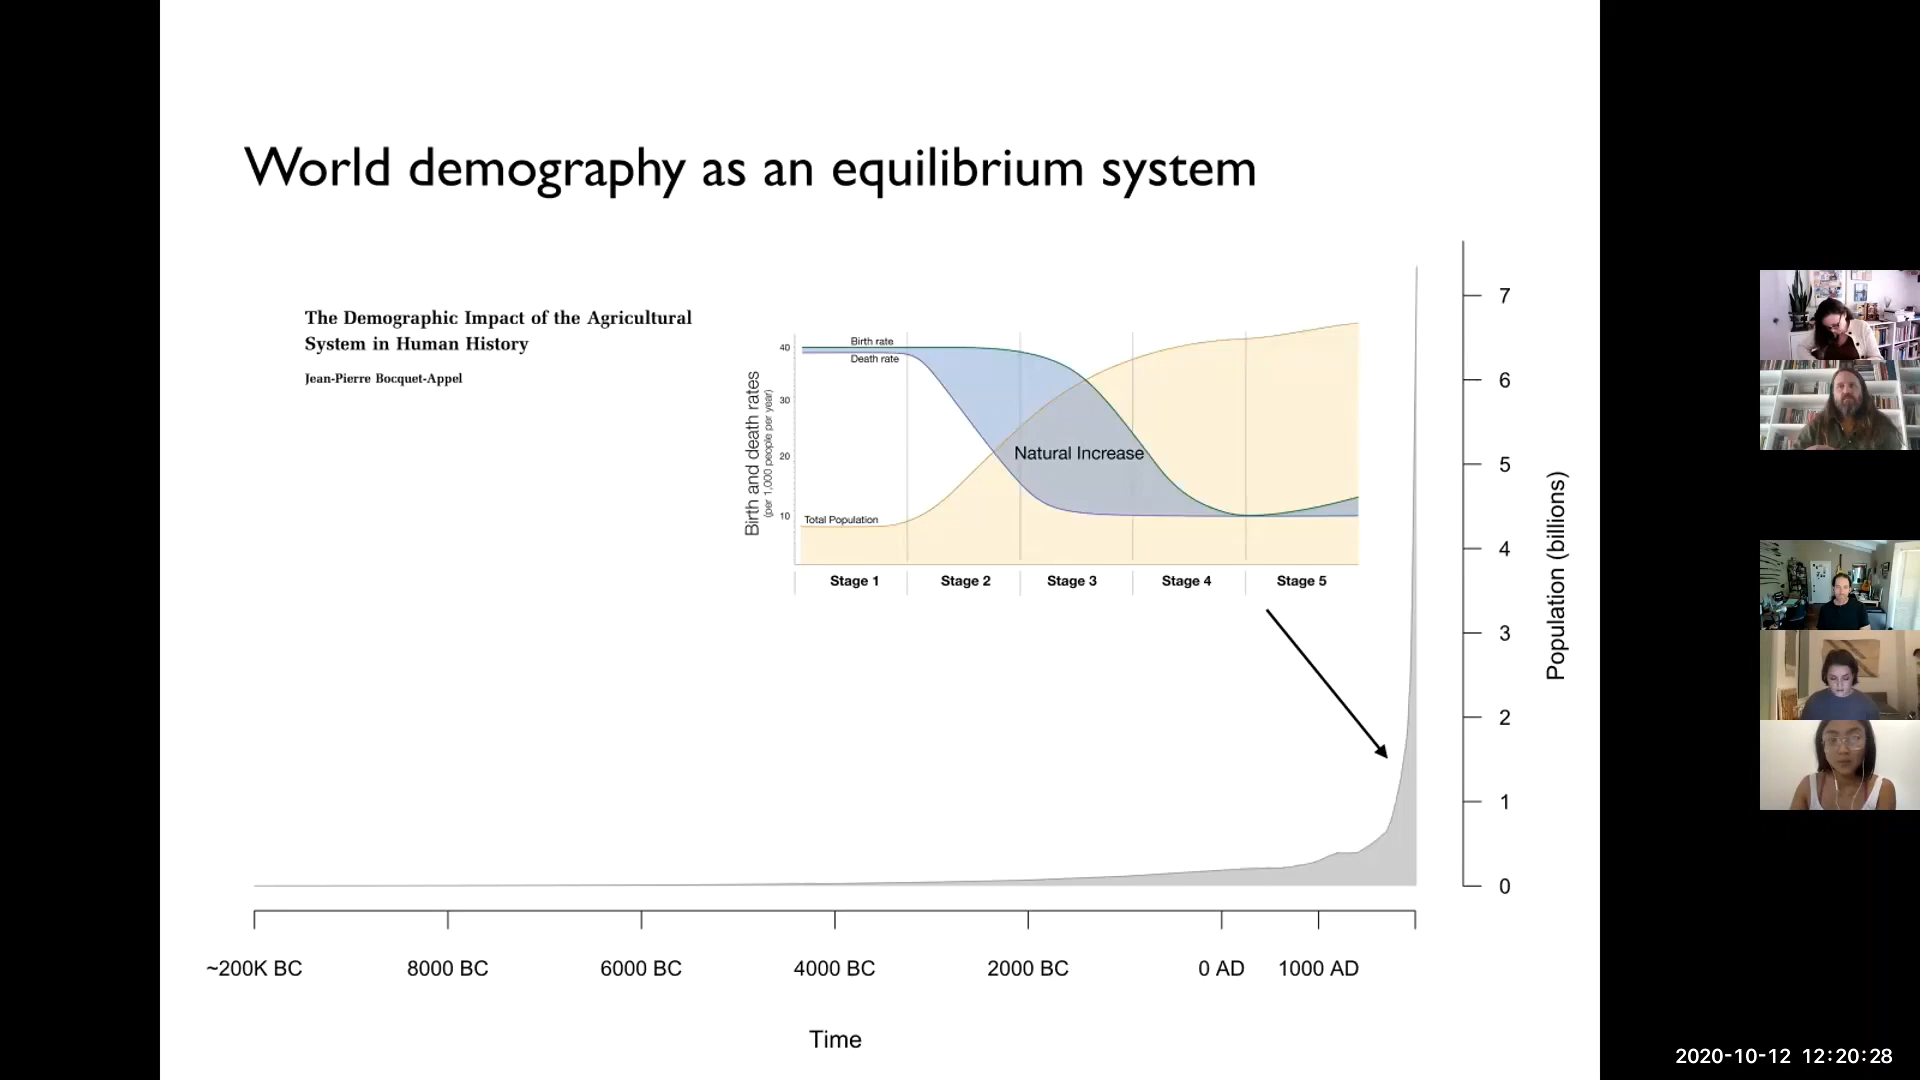 World demography as an equilibrium system
The Demographic Impact of the Agricultural
System in Human History
Jean-Pierre Bocquet-Appel
Birth and death rates
(per 1,000 people per year)
40
30
20
10
Birth rate
Death rate
Natural Increase
Total Population
Stage 1
Stage 2
Stage 3
Stage 4
Stage 5
7
6
5
4
3
2
1
0
Population (billions)
~200K BC
8000 BC
6000 BC
4000 BC
2000 BC
0 AD
1000 AD
Time
2020-10-12 12:20:28